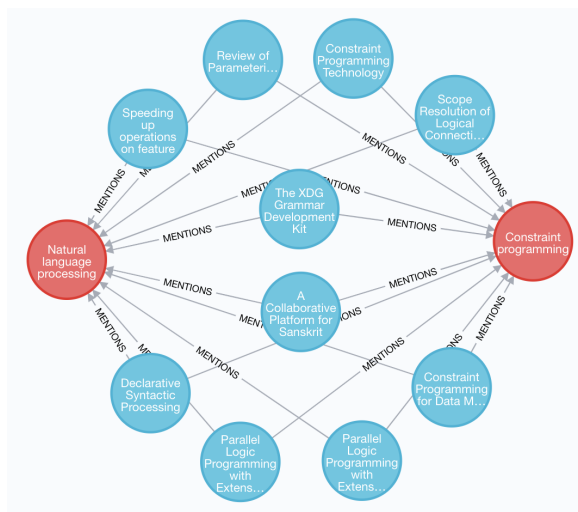 Review of
Parameteri…
Constraint
Programming
Technology
Speeding
up
operations
on feature
Scope
Resolution of
Logical
Connecti…
MENTIONS
MENTIONS
MENTIONS
MENTIONS
The XDG
Grammar
Development
Kit
MENTIONS
MENTIONS
Natural
language
processing
Constraint
programming
MENTIONS
MENTIONS
A
Collaborative
Platform for
Sanskrit
MENTIONS
MENTIONS
MENTIONS
MENTIONS
Declarative
Syntactic
Processing
Constraint
Programming
for Data M…
Parallel
Logic
Programming
with
Extens…
Parallel
Logic
Programming
with
Extens…